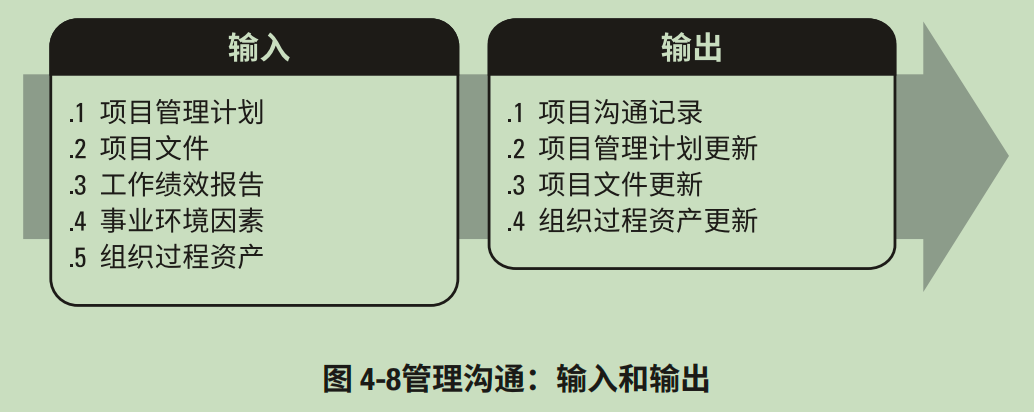 输入
.1 项目管理计划
.2 项目文件
.3 工作绩效报告
.4 事业环境因素
.5 组织过程资产
输出
.1 项目沟通记录
.2 项目管理计划更新
.3 项目文件更新
.4 组织过程资产更新
图 4-8管理沟通：输入和输出